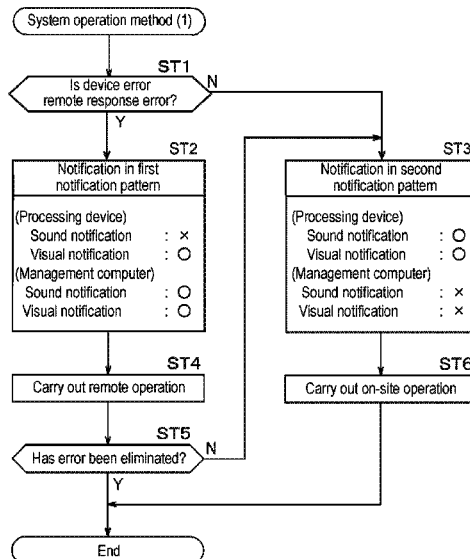 System operation method (1)
ST1
Is device error
remote response error?
N
Y
ST2
Notification in first
notification pattern
(Processing device)
Sound notification : ×
Visual notification : ○
(Management computer)
Sound notification : ○
Visual notification : ○
ST3
Notification in second
notification pattern
(Processing device)
Sound notification : ○
Visual notification : ○
(Management computer)
Sound notification : ×
Visual notification : ×
ST4
Carry out remote operation
ST6
Carry out on-site operation
ST5
Has error been eliminated?
N
Y
End